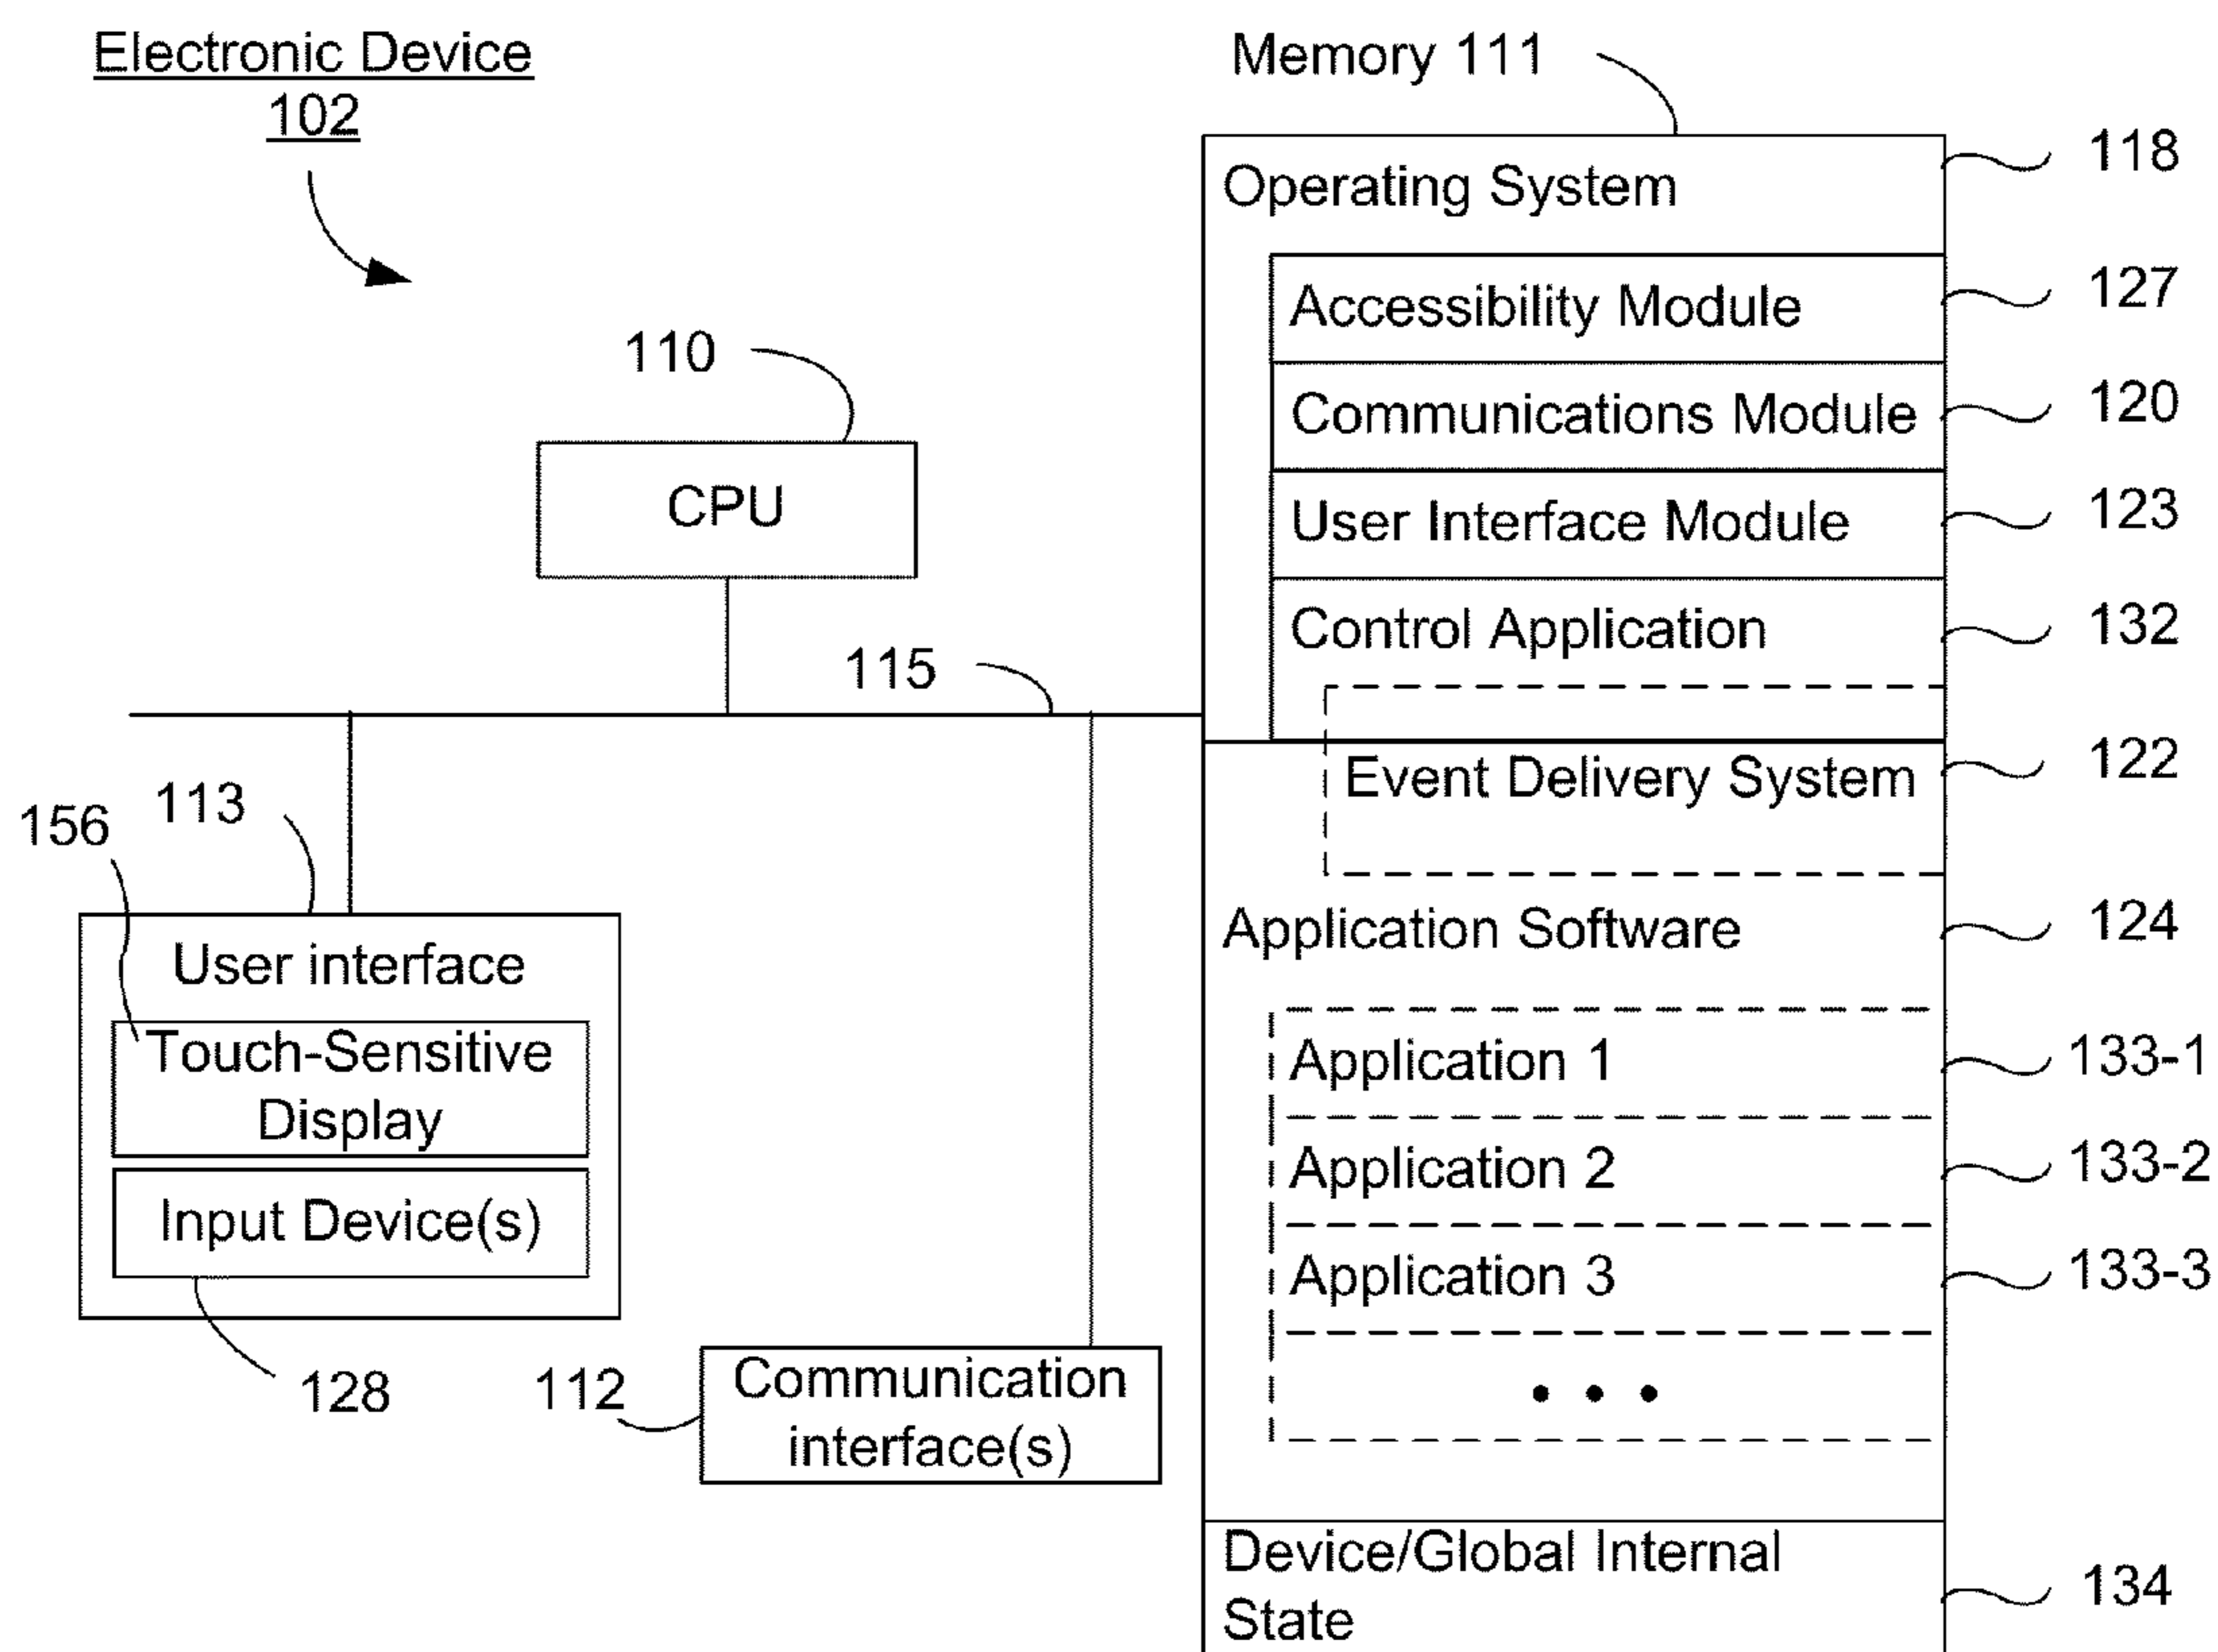 Electronic Device
102
Memory 111
118
Operating System
Accessibility Module
127
Communications Module
120
User Interface Module
123
Control Application
132
Event Delivery System
122
Application Software
124
Application 1
133-1
Application 2
133-2
Application 3
133-3
• • •
Device/Global Internal
State
134
110
CPU
115
113
156
User interface
Touch-Sensitive
Display
Input Device(s)
128
112
Communication
interface(s)